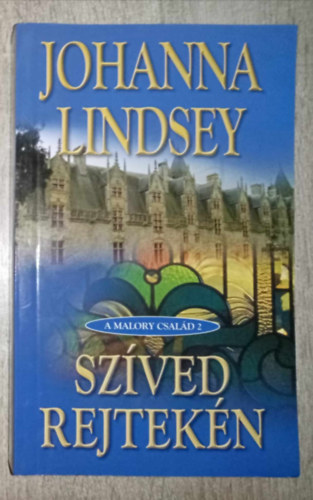 JOHANNA
LINDSEY
A MALORY CSALÁD 2
SZÍVED
REJTEKÉN